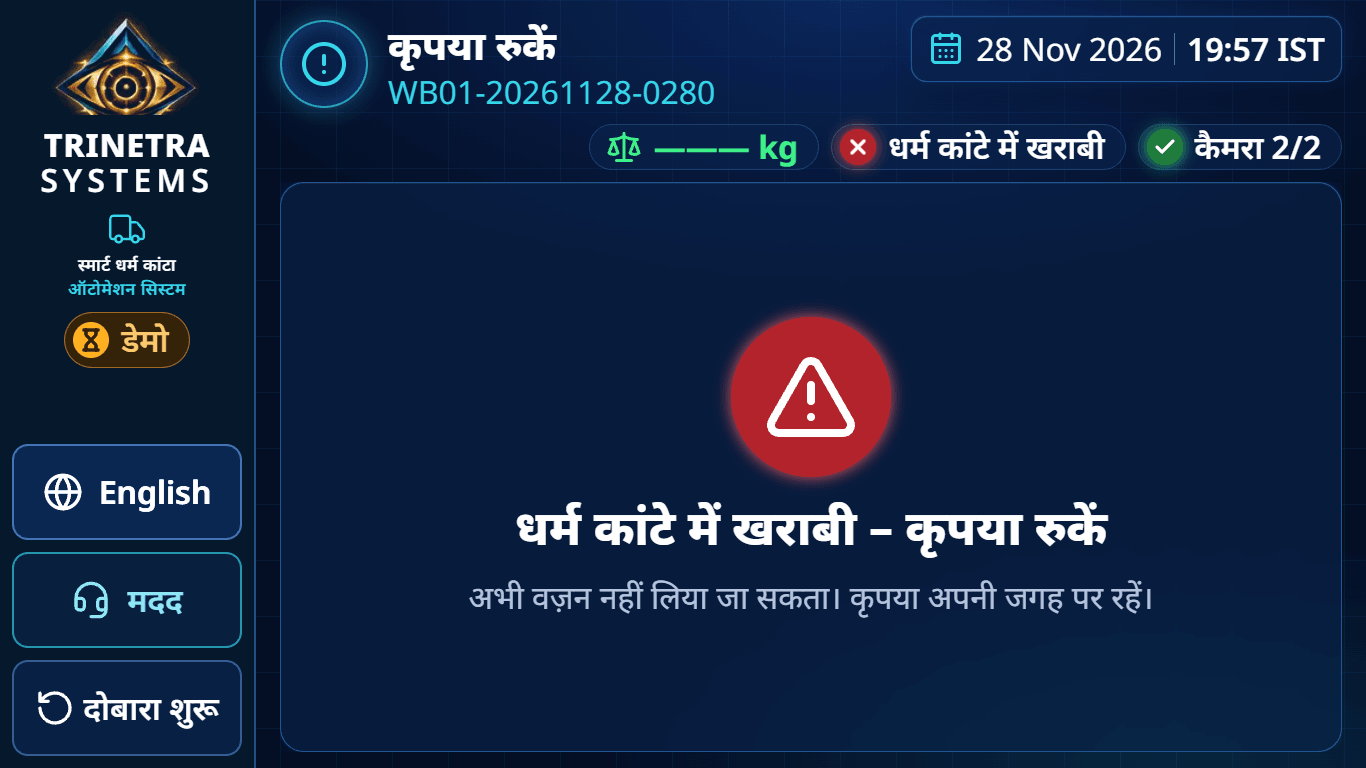 TRINETRA
SYSTEMS
स्मार्ट धर्म कांटा
ऑटोमेशन सिस्टम
डेमो
English
मदद
दोबारा शुरू
कृपया रुकें
WB01-20261128-0280
28 Nov 2026 19:57 IST
——— kg
धर्म कांटे में खराबी
कैमरा 2/2
धर्म कांटे में खराबी – कृपया रुकें
अभी वज़न नहीं लिया जा सकता। कृपया अपनी जगह पर रहें।